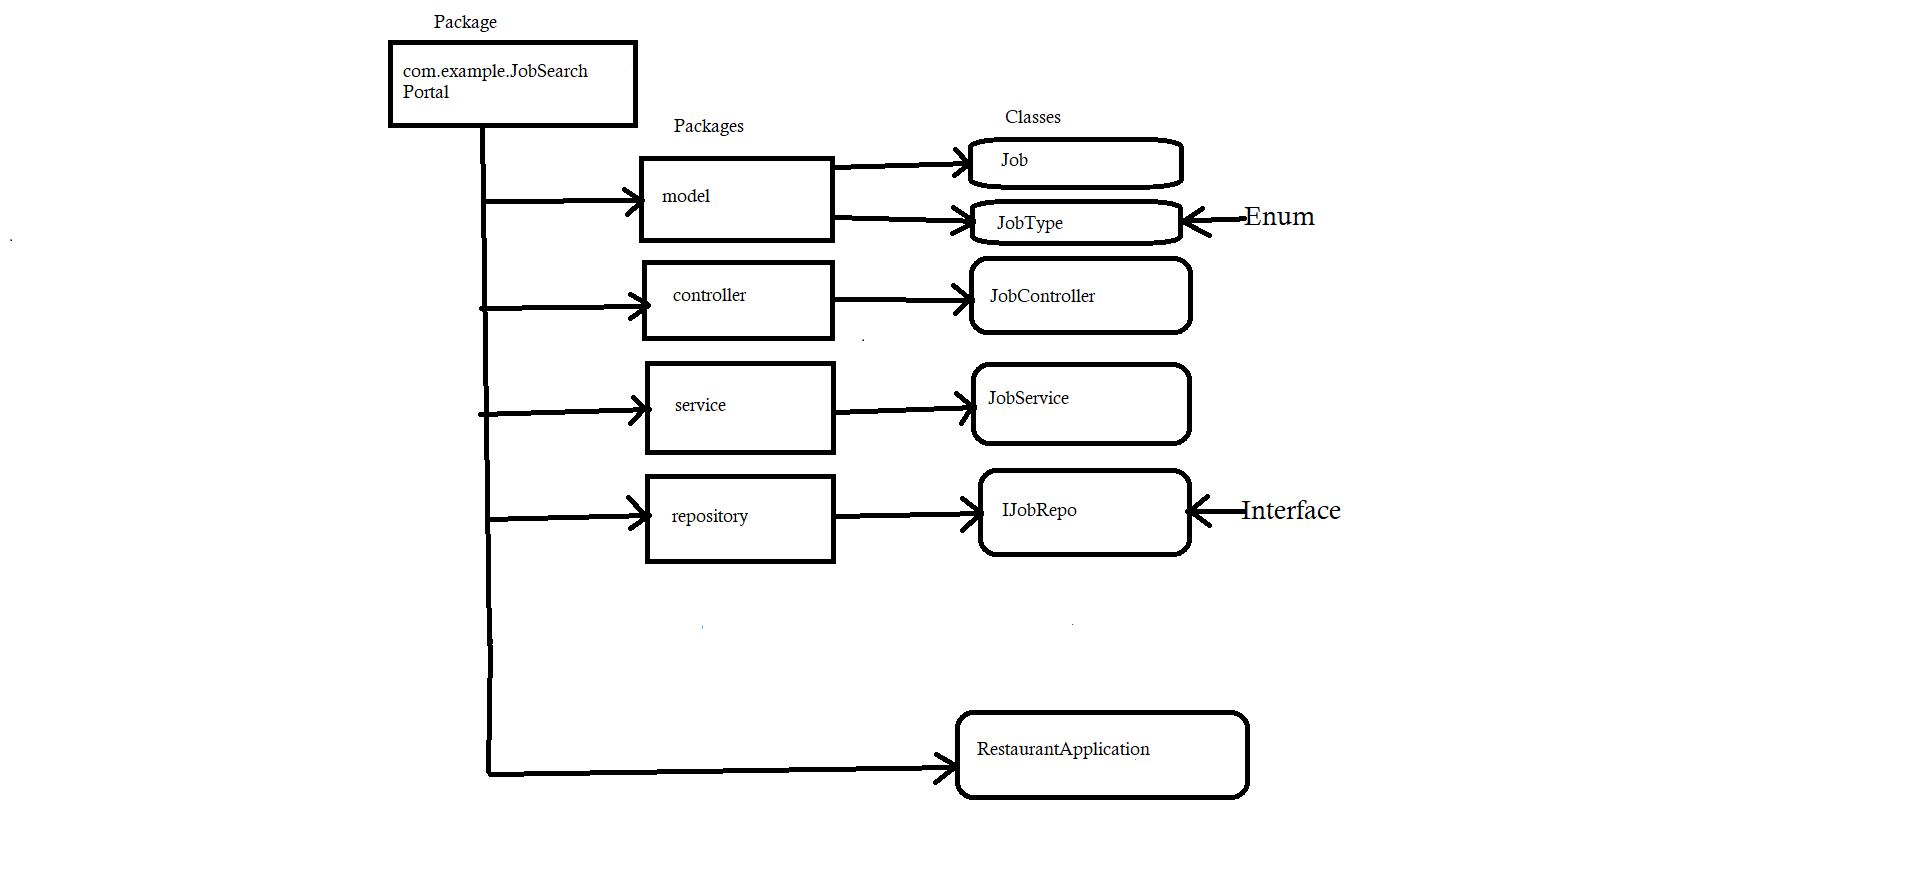 Package
com.example.JobSearch
Portal
Packages
Classes
Job
model
JobType
Enum
controller
JobController
service
JobService
repository
IJobRepo
Interface
RestaurantApplication